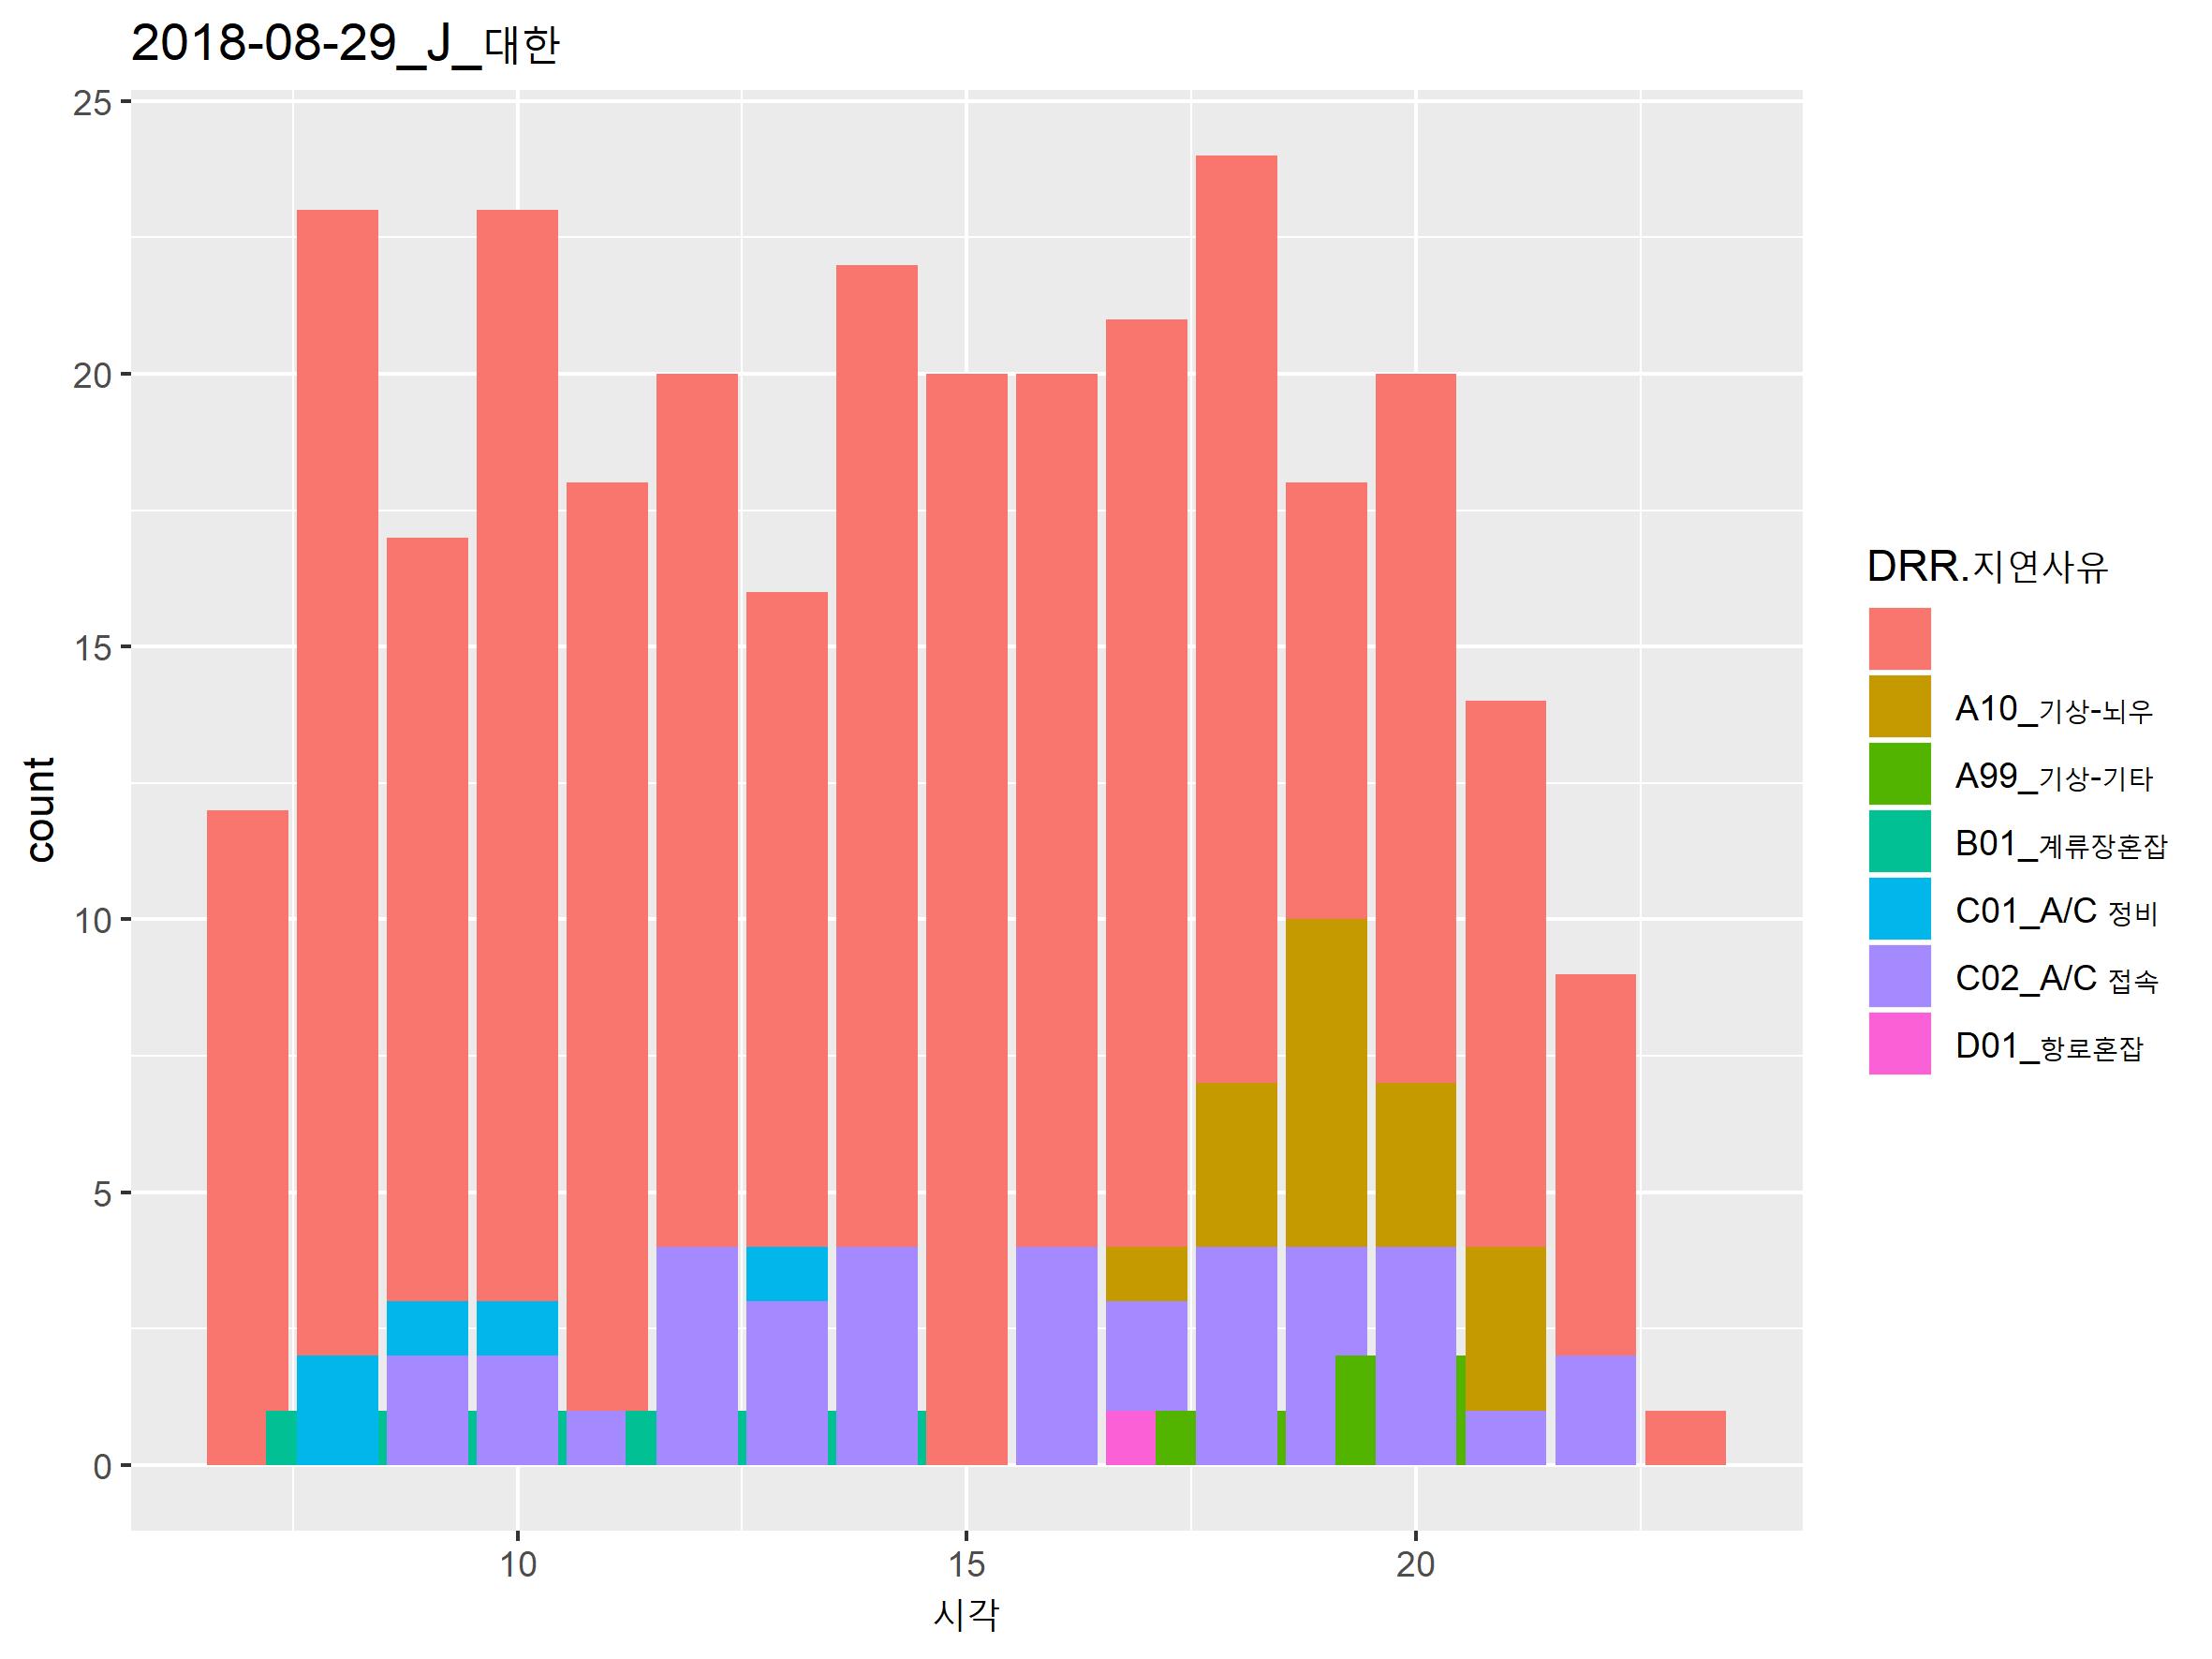 2018-08-29_J_대한
25
20
15
10
5
0
count
10
15
20
시각
DRR.지연사유
A10_기상-뇌우
A99_기상-기타
B01_계류장혼잡
C01_A/C 정비
C02_A/C 접속
D01_항로혼잡